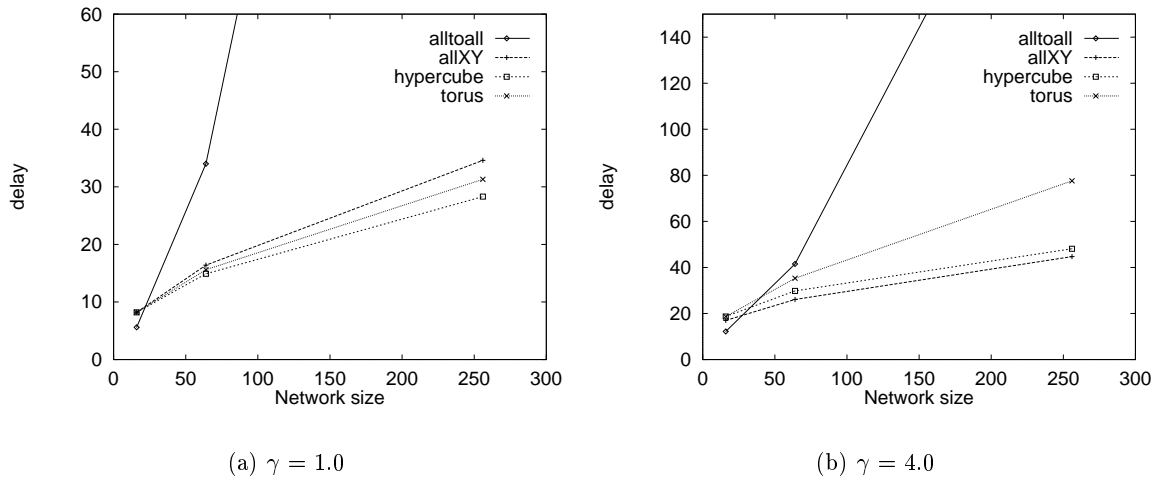 60
50
40
30
20
10
0
delay
alltoall
allXY
hypercube
torus
0 50 100 150 200 250 300
Network size
(a) γ = 1.0
140
120
100
80
60
40
20
0
delay
alltoall
allXY
hypercube
torus
0 50 100 150 200 250 300
Network size
(b) γ = 4.0